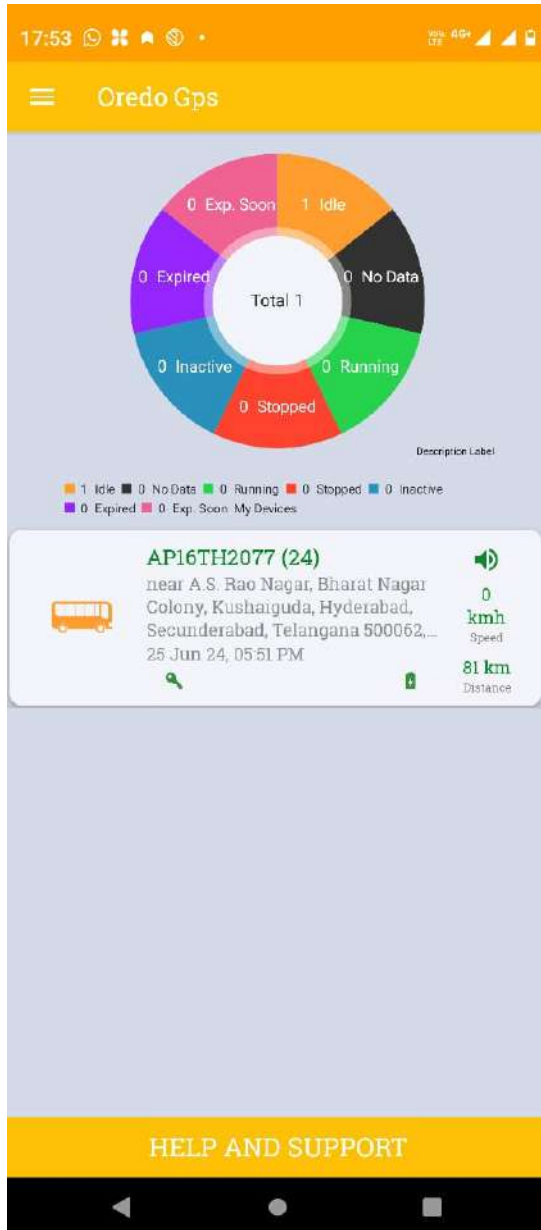 17:53
4G+
LTE
Oredo Gps
0 Exp. Soon
1 Idle
0 Expired
Total 1
0 No Data
0 Inactive
0 Running
0 Stopped
Description Label
1 Idle 0 No Data 0 Running 0 Stopped 0 Inactive
0 Expired 0 Exp. Soon My Devices
AP16TH2077 (24)
near A.S. Rao Nagar, Bharat Nagar
Colony, Kushaiguda, Hyderabad,
Secunderabad, Telangana 500062,...
25 Jun 24, 05:51 PM
0
kmh
Speed
81 km
Distance
HELP AND SUPPORT